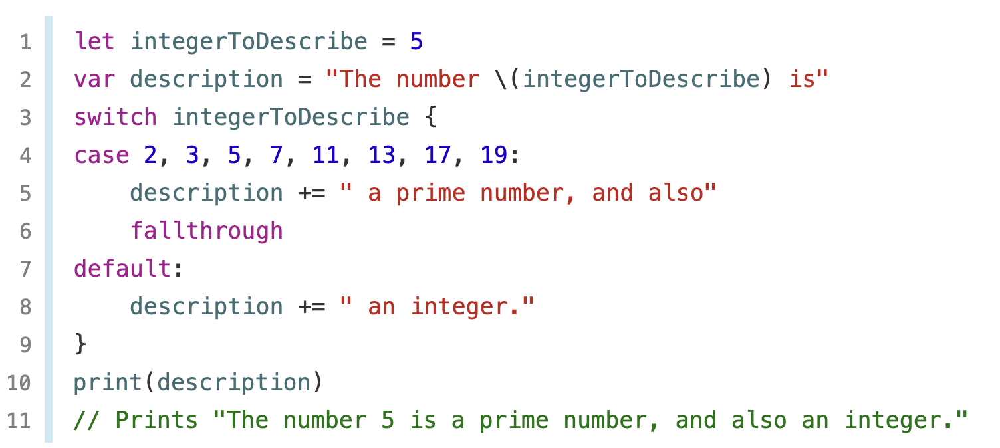 1 let integerToDescribe = 5
2 var description = "The number \(integerToDescribe) is"
3 switch integerToDescribe {
4 case 2, 3, 5, 7, 11, 13, 17, 19:
5     description += " a prime number, and also"
6     fallthrough
7 default:
8     description += " an integer."
9 }
10 print(description)
11 // Prints "The number 5 is a prime number, and also an integer."